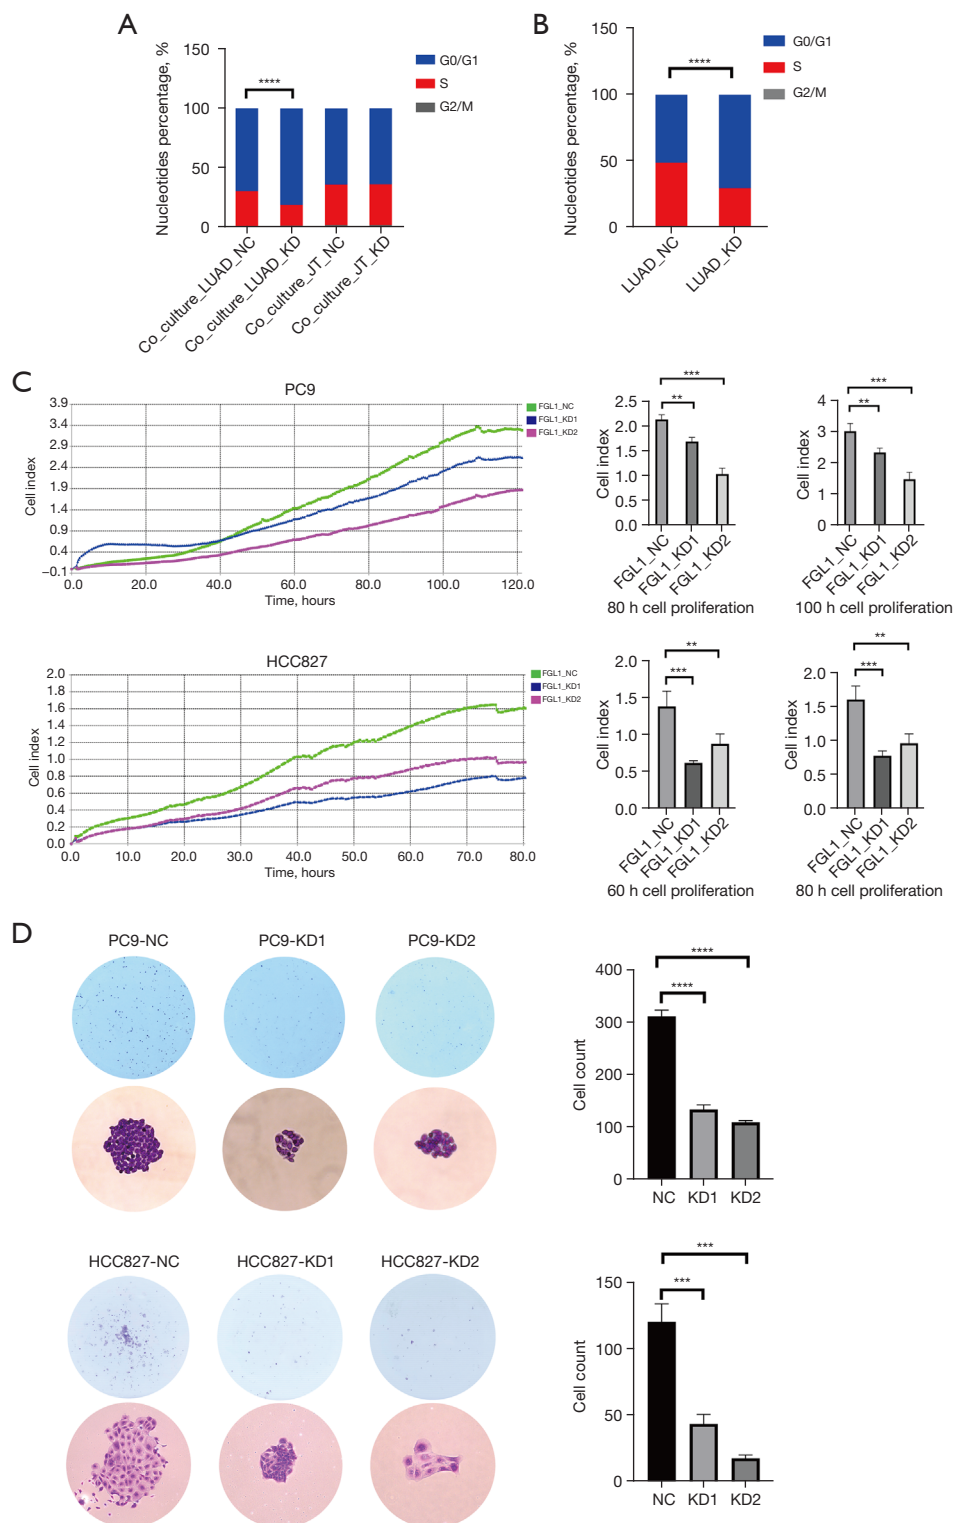 A
Nucleotides percentage, %
150
100
50
0
****
G0/G1
S
G2/M
Co_culture_LUAD_NC
Co_culture_LUAD_KD
Co_culture_JT_NC
Co_culture_JT_KD
B
Nucleotides percentage, %
150
100
50
0
****
G0/G1
S
G2/M
LUAD_NC
LUAD_KD
C
PC9
Cell index
3.9
3.4
2.9
2.4
1.9
1.4
0.9
0.4
−0.1
0.0 20.0 40.0 60.0 80.0 100.0 120.0
Time, hours
FGL1_NC
FGL1_KD1
FGL1_KD2
Cell index
2.5
2.0
1.5
1.0
0.5
0.0
***
**
FGL1_NC
FGL1_KD1
FGL1_KD2
80 h cell proliferation
Cell index
4
3
2
1
0
***
**
FGL1_NC
FGL1_KD1
FGL1_KD2
100 h cell proliferation
HCC827
Cell index
2.0
1.8
1.6
1.4
1.2
1.0
0.8
0.6
0.4
0.2
0.0
0.0 10.0 20.0 30.0 40.0 50.0 60.0 70.0 80.0
Time, hours
FGL1_NC
FGL1_KD1
FGL1_KD2
Cell index
2.0
1.5
1.0
0.5
0.0
**
***
FGL1_NC
FGL1_KD1
FGL1_KD2
60 h cell proliferation
Cell index
2.0
1.5
1.0
0.5
0.0
**
***
FGL1_NC
FGL1_KD1
FGL1_KD2
80 h cell proliferation
D
PC9-NC PC9-KD1 PC9-KD2
Cell count
400
300
200
100
0
****
****
NC KD1 KD2
HCC827-NC HCC827-KD1 HCC827-KD2
Cell count
150
100
50
0
***
***
NC KD1 KD2